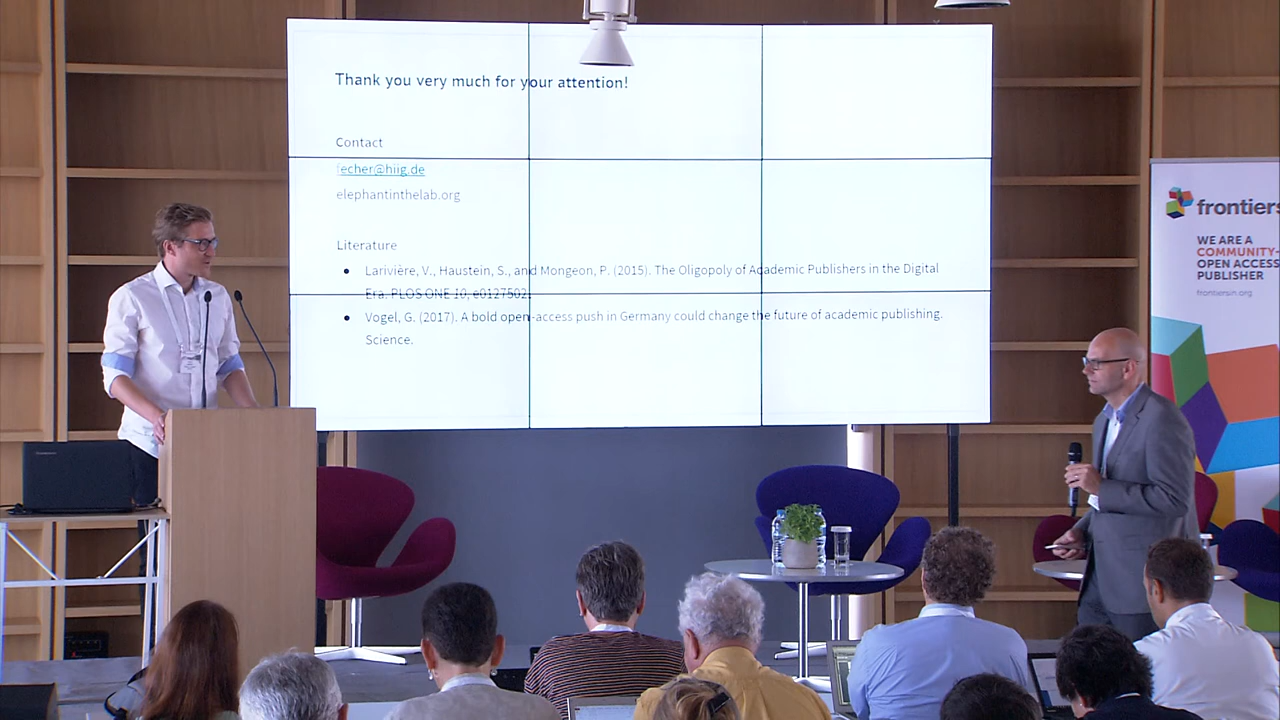 Thank you very much for your attention!
Contact
fecher@hiig.de
elephantinthelab.org
Literature
• Larivière, V., Haustein, S., and Mongeon, P. (2015). The Oligopoly of Academic Publishers in the Digital
Era. PLOS ONE 10, e0127502.
• Vogel, G. (2017). A bold open-access push in Germany could change the future of academic publishing.
Science.
frontiers
WE ARE A
COMMUNITY-
OPEN ACCESS
PUBLISHER
frontiersin.org